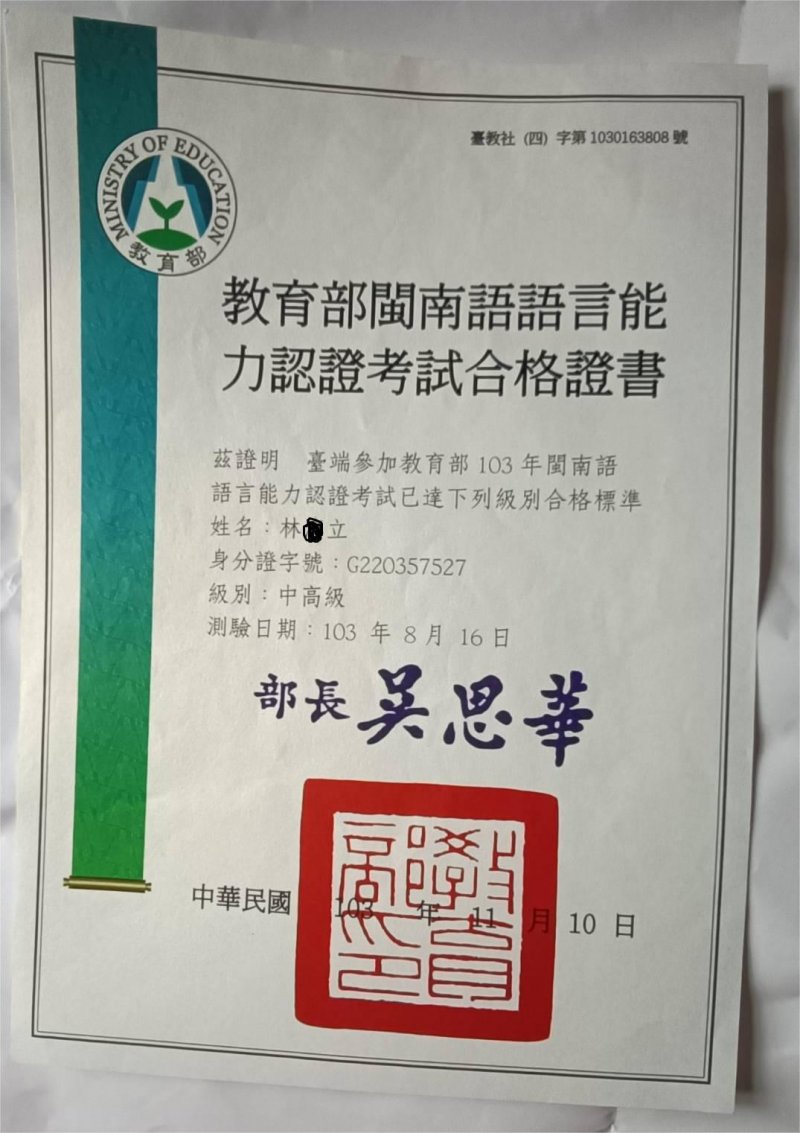 臺教社（四）字第1030163808號
MINISTRY OF EDUCATION
教育部
教育部閩南語語言能
力認證考試合格證書
茲證明　臺端參加教育部103年閩南語
語言能力認證考試已達下列級別合格標準
姓名：林 立
身分證字號：G220357527
級別：中高級
測驗日期：103 年 8 月 16 日
部長 吳思華
教育部印
中華民國 103 年 11 月 10 日